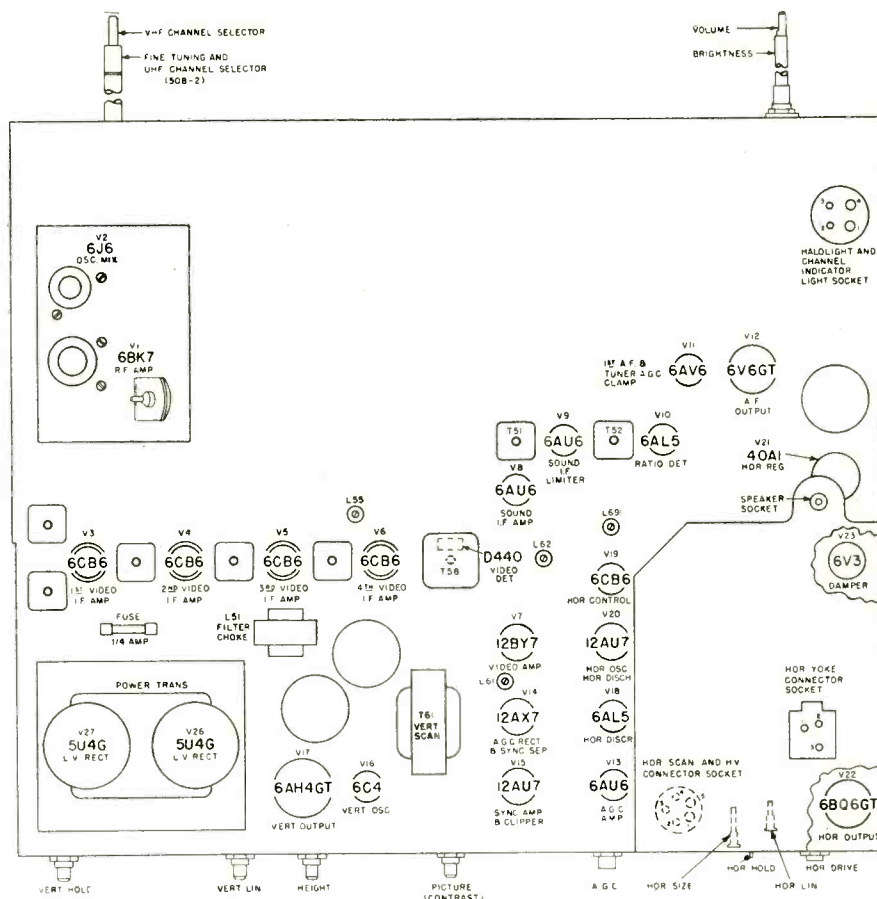 VHF CHANNEL SELECTOR
FINE TUNING AND
UHF CHANNEL SELECTOR
(508-2)
VOLUME
BRIGHTNESS
V2
6J6
OSC. MIX
V1
6BK7
R.F. AMP
3
4
2
1
HALOLIGHT AND
CHANNEL
INDICATOR
LIGHT SOCKET
1ST A.F. &
TUNER A.G.C
CLAMP
V11
6AV6
V12
6V6GT
A.F
OUTPUT
T51
V9
6AU6
SOUND
I.F
LIMITER
T52
V10
6AL5
RATIO DET
V21
40A1
HOR REG
SPEAKER
SOCKET
V8
6AU6
SOUND
I.F AMP
L55
L69
L62
V3
6CB6
1ST VIDEO
I.F AMP
V4
6CB6
2ND VIDEO
I.F AMP
V5
6CB6
3RD VIDEO
I.F AMP
V6
6CB6
4TH VIDEO
I.F AMP
D440
VIDEO
DET
T58
V19
6CB6
HOR CONTROL
V23
6V3
DAMPER
FUSE
1/4 AMP
L51
FILTER
CHOKE
V7
12BY7
VIDEO AMP
V20
12AU7
HOR OSC
HOR DISCH
HOR YOKE
CONNECTOR
SOCKET
POWER TRANS
V27
5U4G
L.V RECT
V26
5U4G
L.V RECT
T61
VERT
SCAN
L61
V14
12AX7
A.G.C RECT
& SYNC SEP
V18
6AL5
HOR DISCR
V17
6AH4GT
VERT OUTPUT
V16
6C4
VERT OSC
V15
12AU7
SYNC AMP
& CLIPPER
V13
6AU6
A.G.C
AMP
HOR SCAN AND H.V
CONNECTOR SOCKET
V22
6BQ6GT
HOR OUTPUT
VERT HOLD
VERT LIN
HEIGHT
PICTURE
(CONTRAST)
A.G.C
HOR SIZE
HOR HOLD
HOR LIN
HOR DRIVE